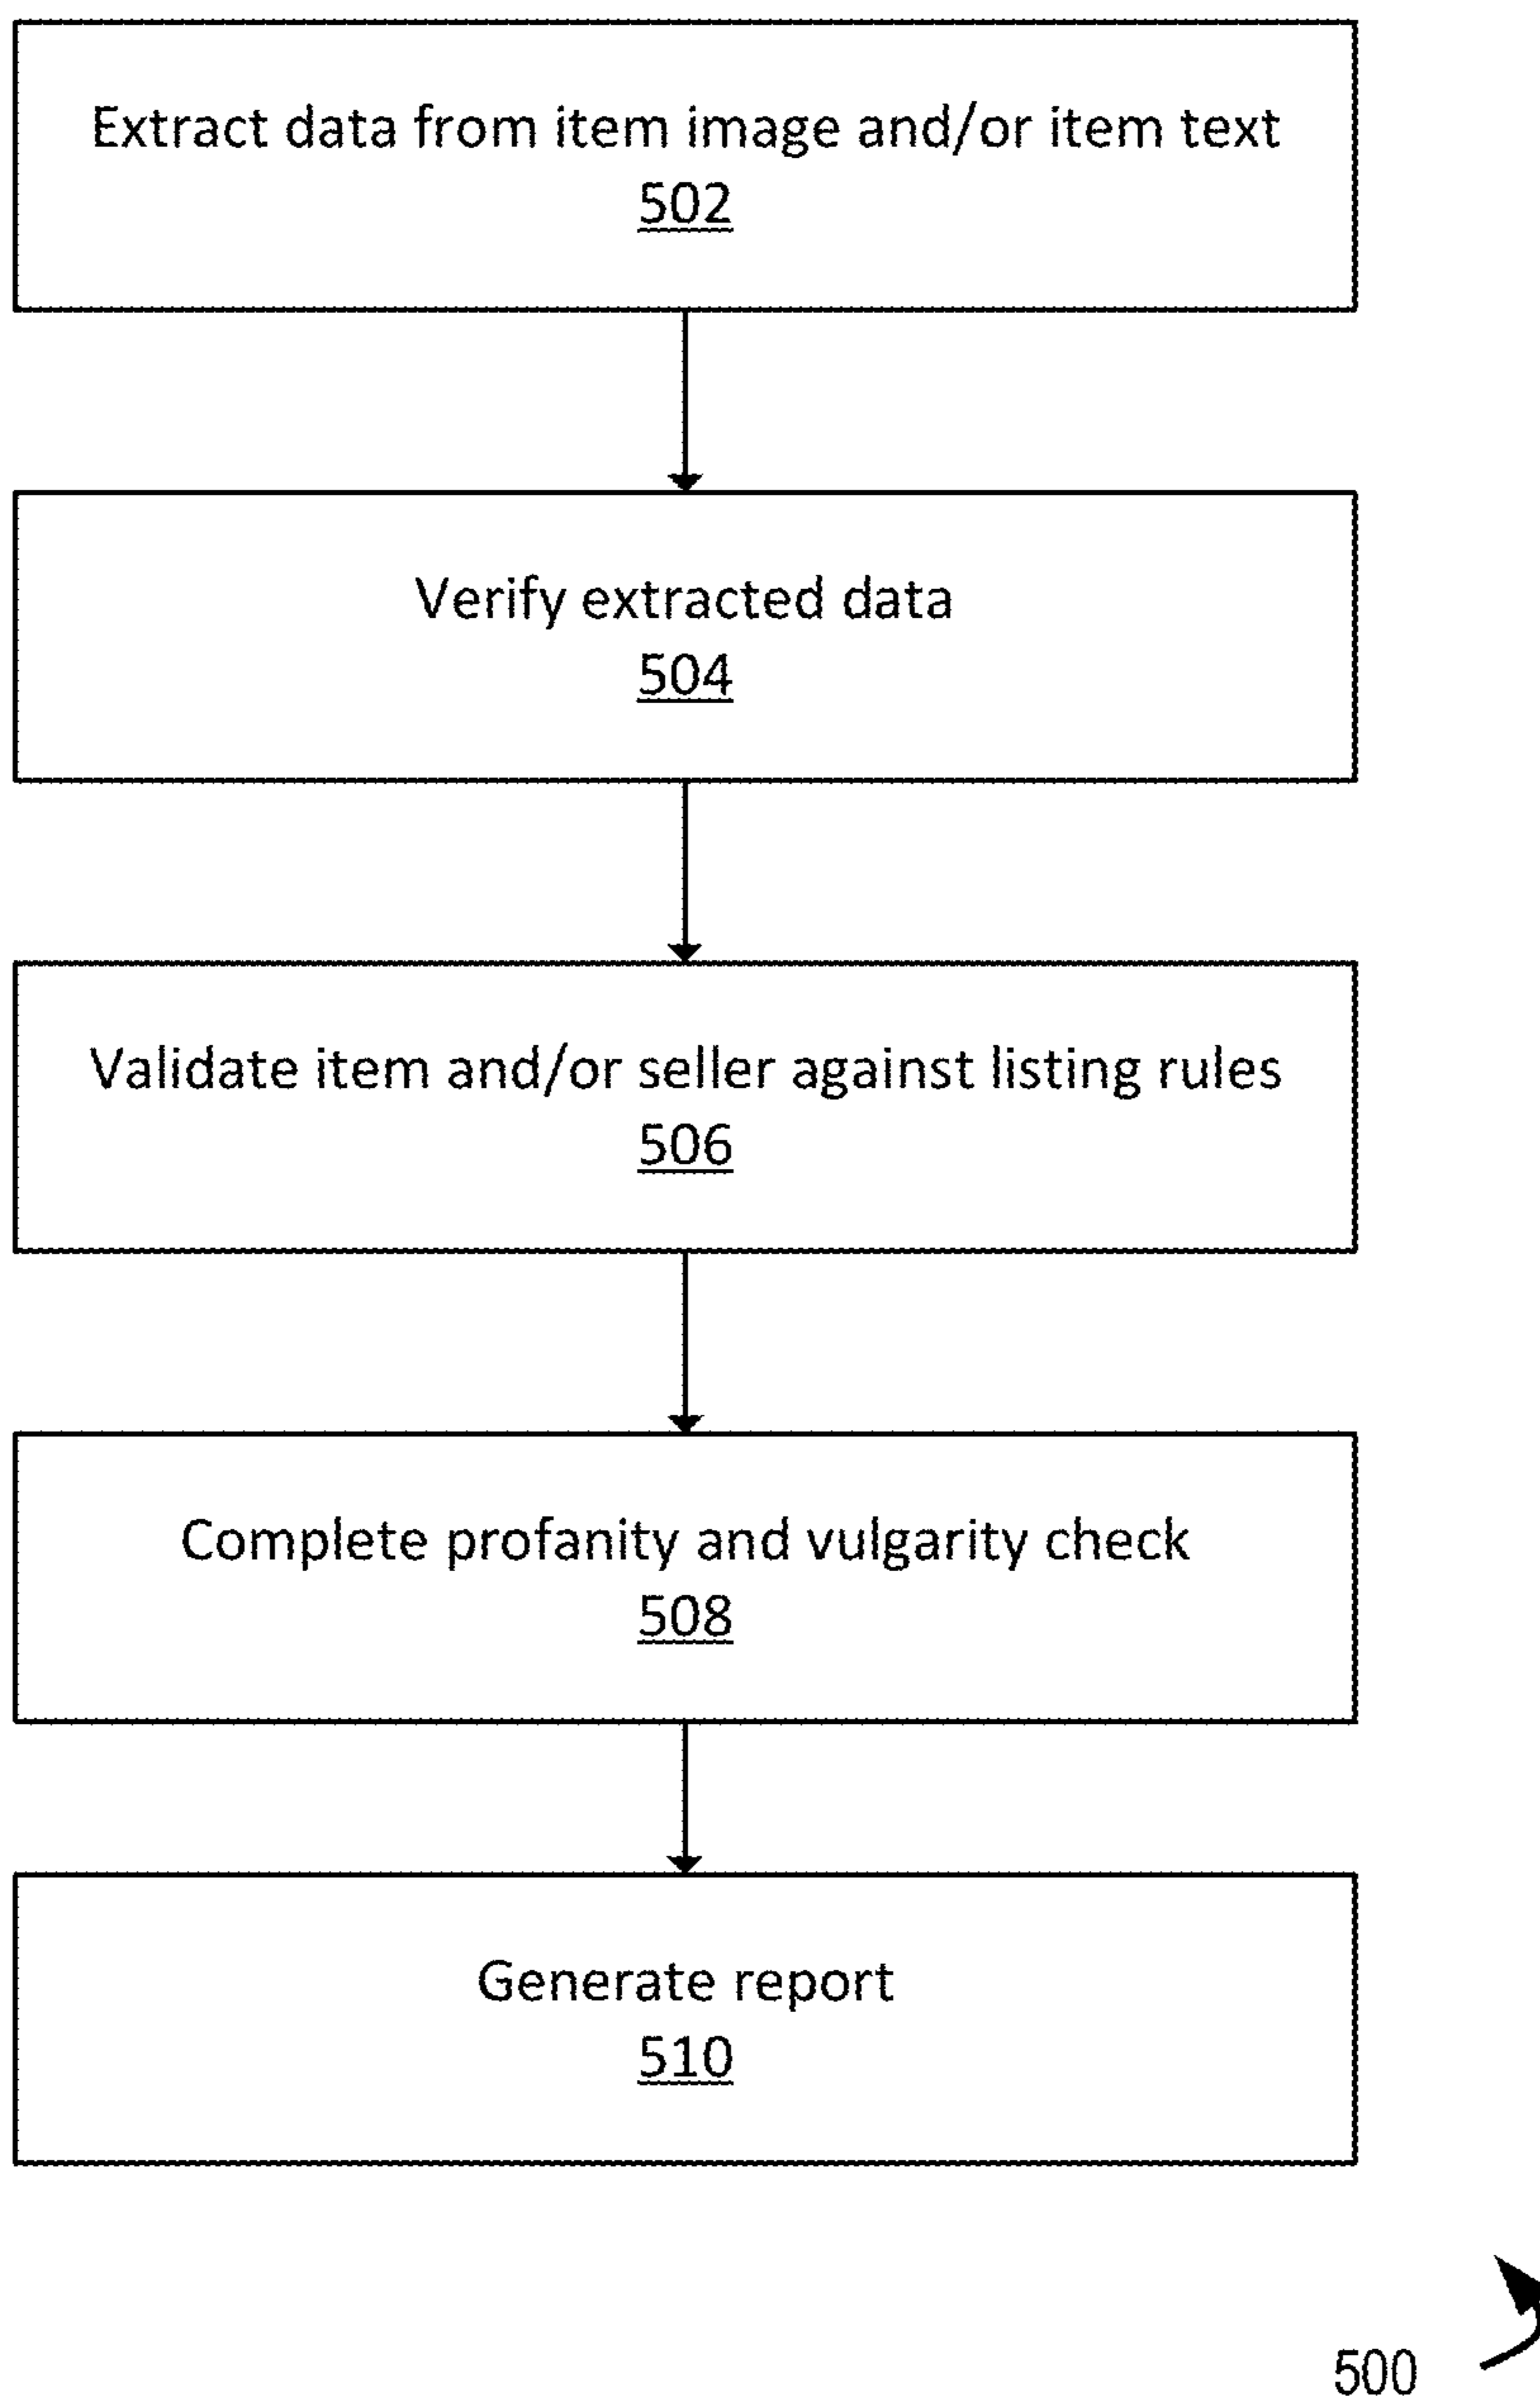 Extract data from item image and/or item text
502
Verify extracted data
504
Validate item and/or seller against listing rules
506
Complete profanity and vulgarity check
508
Generate report
510
500